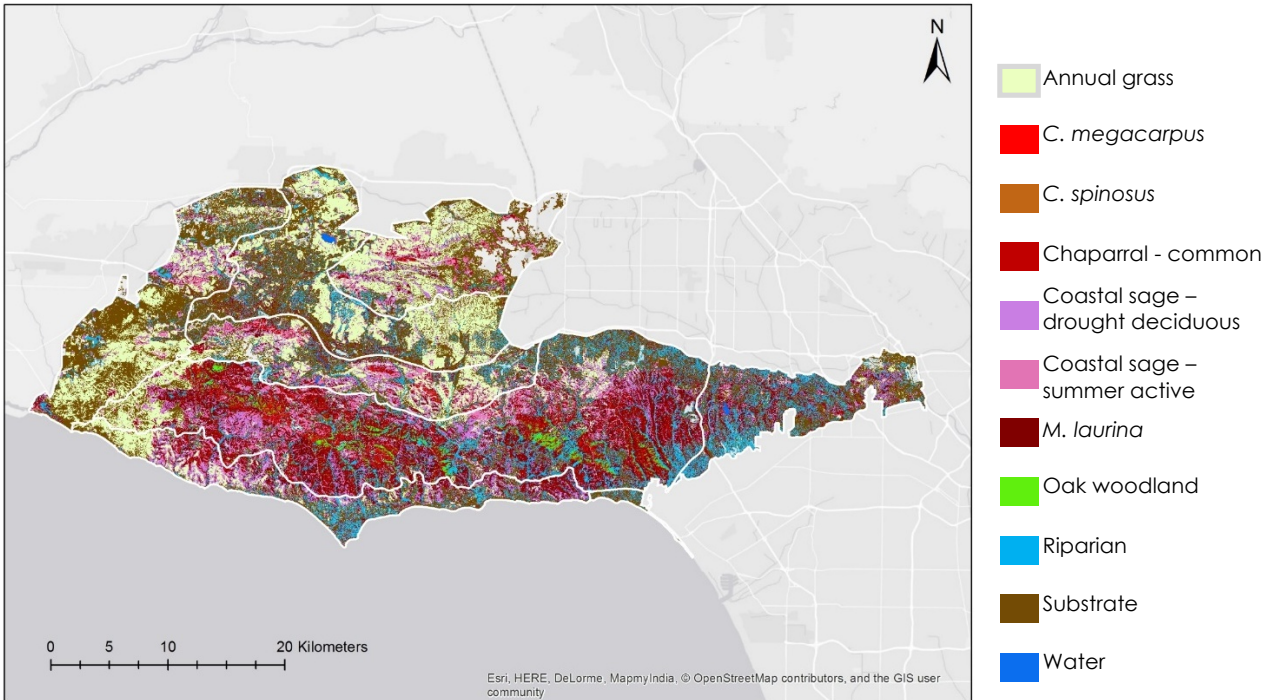 N
Annual grass
C. megacarpus
C. spinosus
Chaparral - common
Coastal sage –
drought deciduous
Coastal sage –
summer active
M. laurina
Oak woodland
Riparian
Substrate
Water
0 5 10 20 Kilometers
Esri, HERE, DeLorme, MapmyIndia, © OpenStreetMap contributors, and the GIS user
community